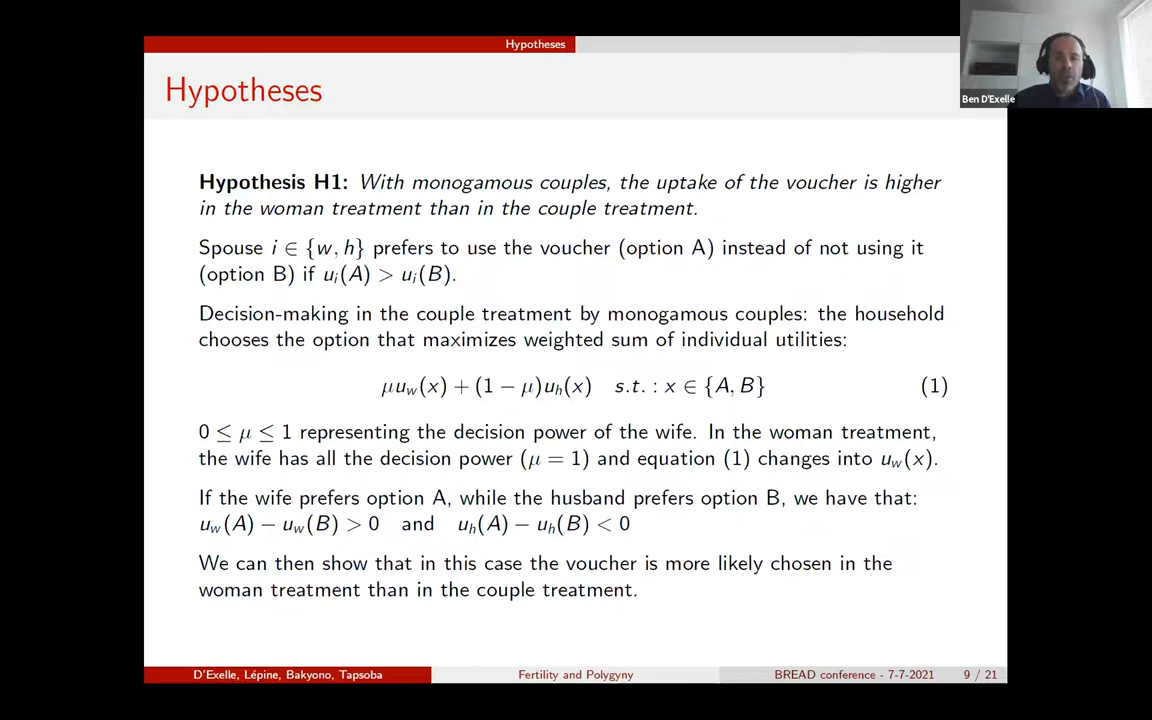 Hypotheses
Hypotheses
Ben D'Exelle
Hypothesis H1: With monogamous couples, the uptake of the voucher is higher
in the woman treatment than in the couple treatment.
Spouse i ∈ {w, h} prefers to use the voucher (option A) instead of not using it
(option B) if uᵢ(A) > uᵢ(B).
Decision-making in the couple treatment by monogamous couples: the household
chooses the option that maximizes weighted sum of individual utilities:
μu_w(x) + (1 − μ)u_h(x) s.t. : x ∈ {A, B} (1)
0 ≤ μ ≤ 1 representing the decision power of the wife. In the woman treatment,
the wife has all the decision power (μ = 1) and equation (1) changes into u_w(x).
If the wife prefers option A, while the husband prefers option B, we have that:
u_w(A) − u_w(B) > 0 and u_h(A) − u_h(B) < 0
We can then show that in this case the voucher is more likely chosen in the
woman treatment than in the couple treatment.
D'Exelle, Lépine, Bakyono, Tapsoba Fertility and Polygyny BREAD conference - 7-7-2021 9 / 21